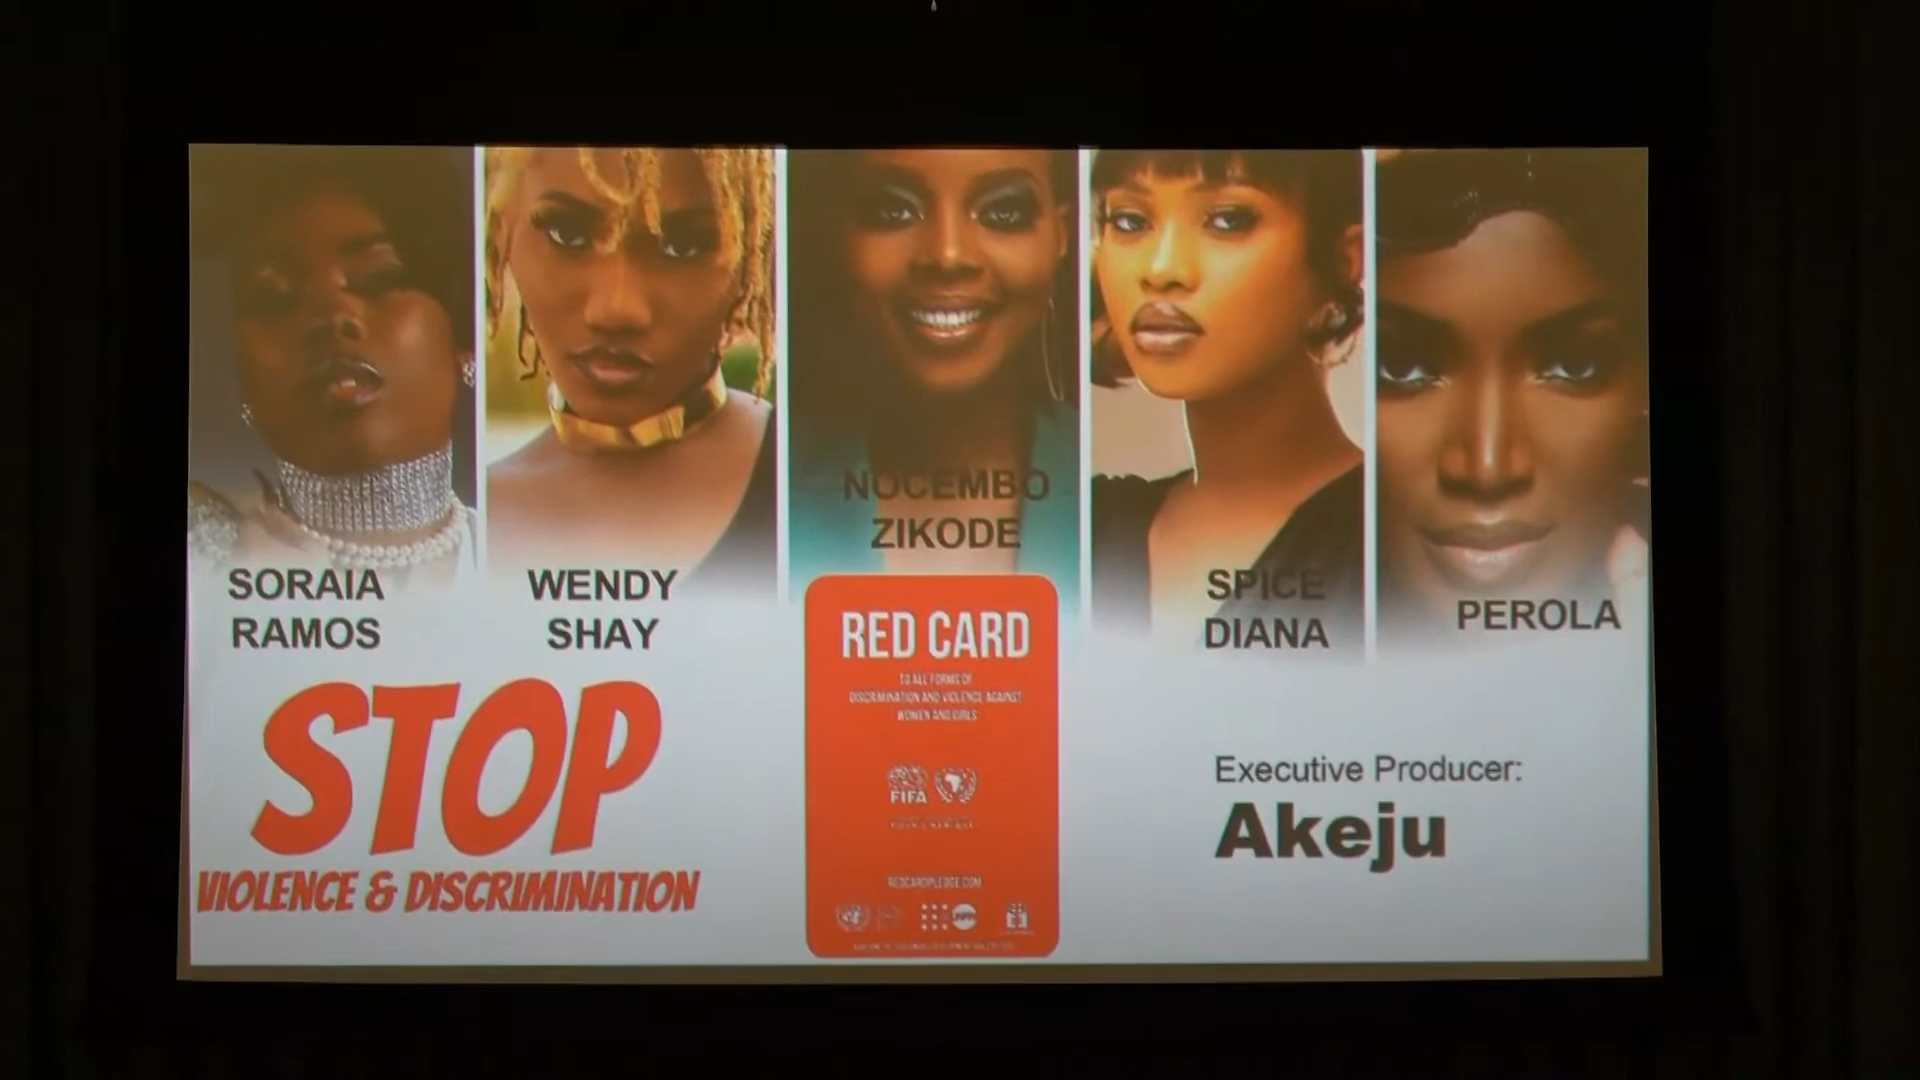 SORAIA
RAMOS
WENDY
SHAY
NOCEMBO
ZIKODE
SPICE
DIANA
PEROLA
STOP
VIOLENCE & DISCRIMINATION
RED CARD
TO ALL FORMS OF
DISCRIMINATION AND VIOLENCE AGAINST
WOMEN AND GIRLS
FIFA
REDCARDPLEDGE.COM
Executive Producer:
Akeju